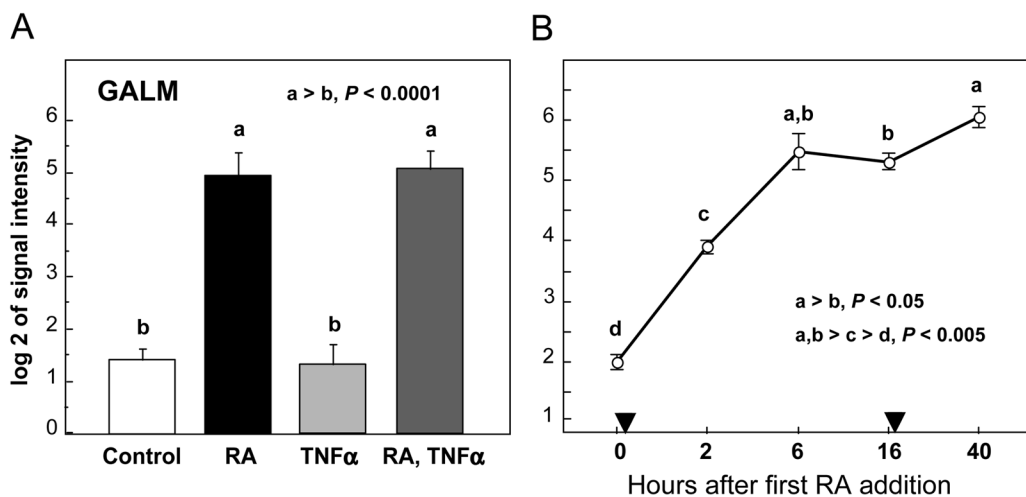 A
GALM
a > b, P < 0.0001
log 2 of signal intensity
6
5
4
3
2
1
0
b
a
b
a
Control RA TNFα RA, TNFα
B
6
5
4
3
2
1
d
c
a,b
b
a
a > b, P < 0.05
a,b > c > d, P < 0.005
0 2 6 16 40
Hours after first RA addition